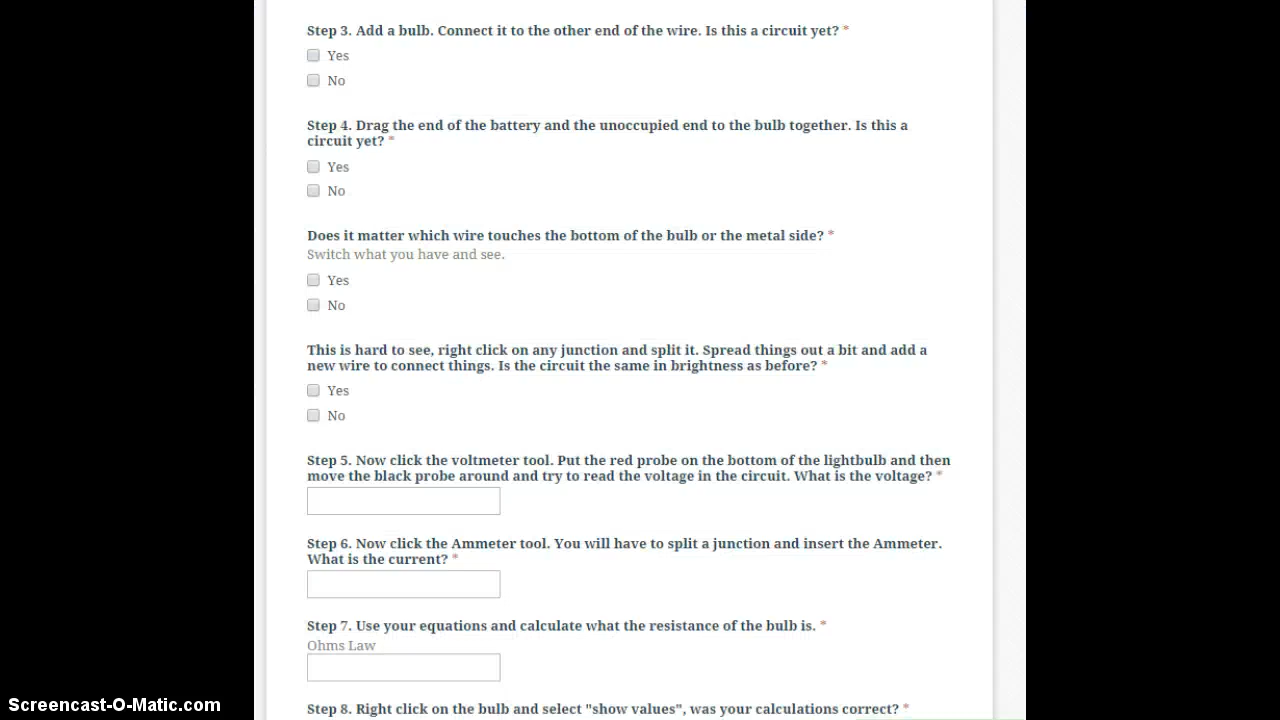 Step 3. Add a bulb. Connect it to the other end of the wire. Is this a circuit yet? *
Yes
No
Step 4. Drag the end of the battery and the unoccupied end to the bulb together. Is this a
circuit yet? *
Yes
No
Does it matter which wire touches the bottom of the bulb or the metal side? *
Switch what you have and see.
Yes
No
This is hard to see, right click on any junction and split it. Spread things out a bit and add a
new wire to connect things. Is the circuit the same in brightness as before? *
Yes
No
Step 5. Now click the voltmeter tool. Put the red probe on the bottom of the lightbulb and then
move the black probe around and try to read the voltage in the circuit. What is the voltage? *
Step 6. Now click the Ammeter tool. You will have to split a junction and insert the Ammeter.
What is the current? *
Step 7. Use your equations and calculate what the resistance of the bulb is. *
Ohms Law
Step 8. Right click on the bulb and select "show values", was your calculations correct? *
Screencast-O-Matic.com